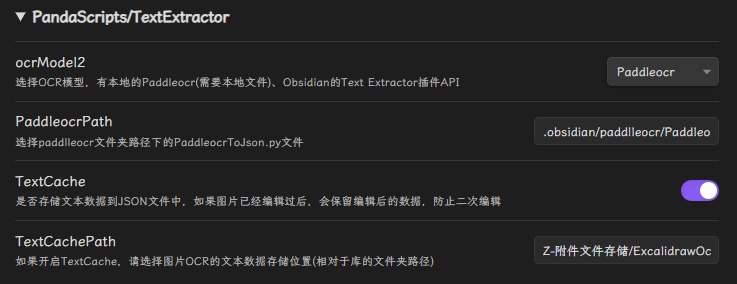 PandaScripts/TextExtractor
ocrModel2
选择OCR模型，有本地的Paddleocr(需要本地文件)、Obsidian的Text Extractor插件API
Paddleocr
PaddleocrPath
选择paddlleocr文件夹路径下的PaddleocrToJson.py文件
.obsidian/paddlleocr/Paddleo
TextCache
是否存储文本数据到JSON文件中，如果图片已经编辑过后，会保留编辑后的数据，防止二次编辑
TextCachePath
如果开启TextCache，请选择图片OCR的文本数据存储位置(相对于库的文件夹路径)
Z-附件文件存储/ExcalidrawOc